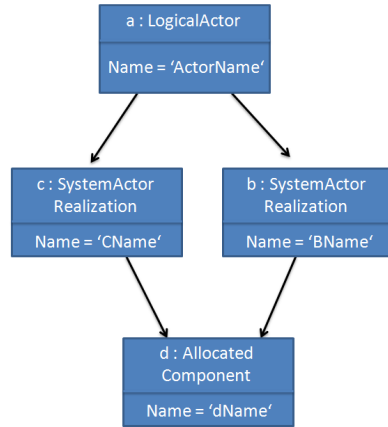 a : LogicalActor
Name = ‘ActorName‘
c : SystemActor
Realization
Name = ‘CName‘
b : SystemActor
Realization
Name = ‘BName‘
d : Allocated
Component
Name = ‘dName‘